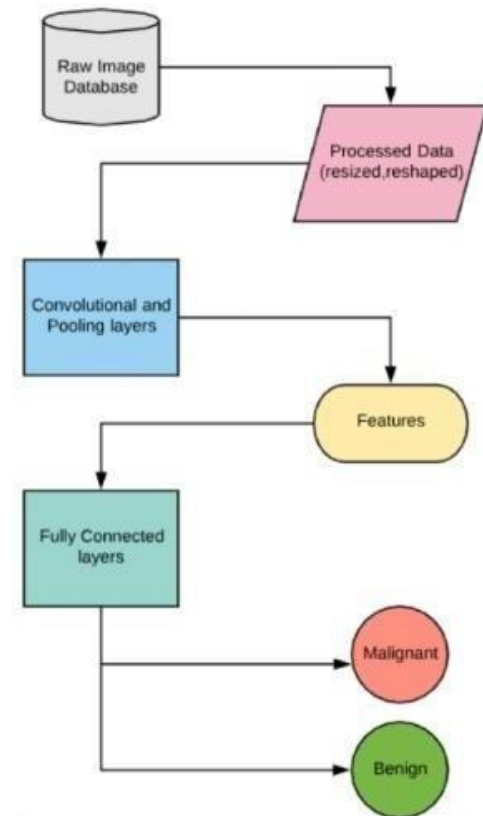 Raw Image
Database
Processed Data
(resized,reshaped)
Convolutional and
Pooling layers
Features
Fully Connected
layers
Malignant
Benign